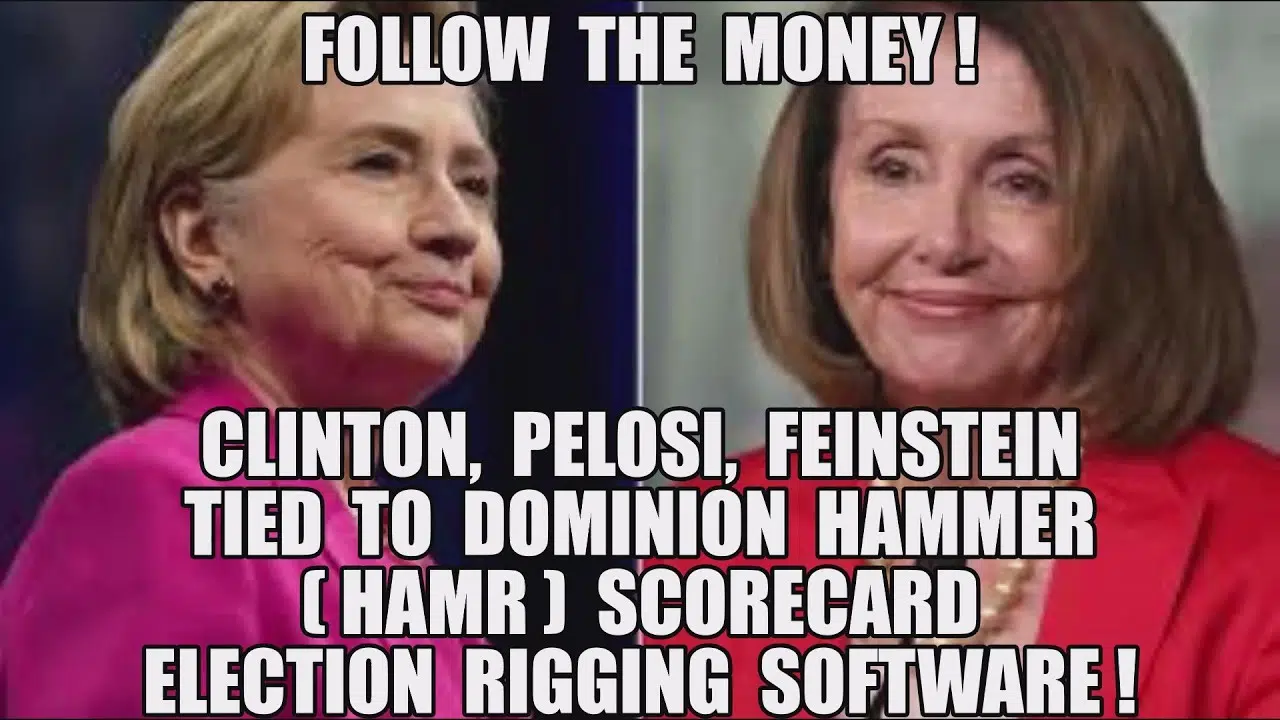 FOLLOW THE MONEY!
CLINTON, PELOSI, FEINSTEIN
TIED TO DOMINION HAMMER
(HAMR) SCORECARD
ELECTION RIGGING SOFTWARE!